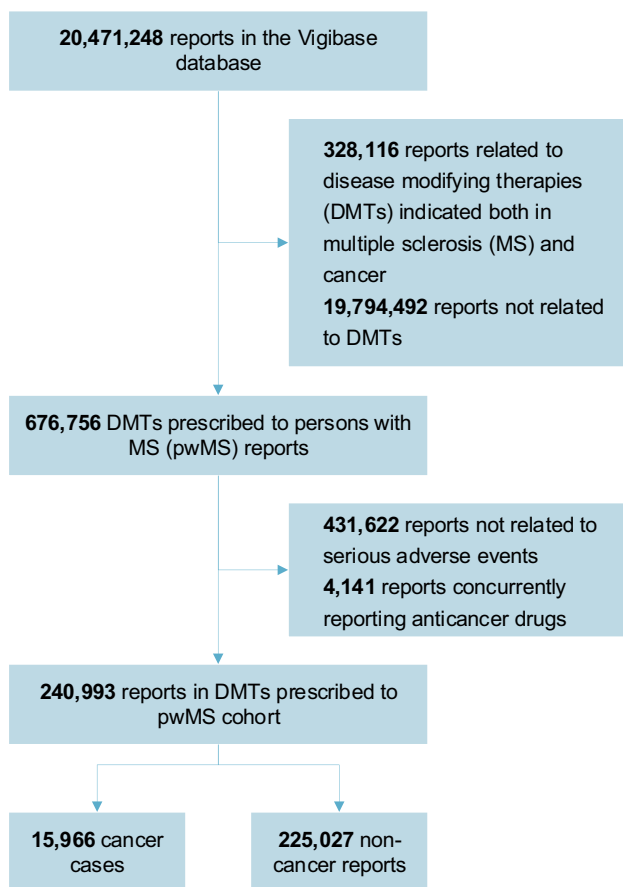 20,471,248 reports in the Vigibase
database
328,116 reports related to
disease modifying therapies
(DMTs) indicated both in
multiple sclerosis (MS) and
cancer
19,794,492 reports not related
to DMTs
676,756 DMTs prescribed to persons with
MS (pwMS) reports
431,622 reports not related to
serious adverse events
4,141 reports concurrently
reporting anticancer drugs
240,993 reports in DMTs prescribed to
pwMS cohort
15,966 cancer
cases
225,027 non-
cancer reports